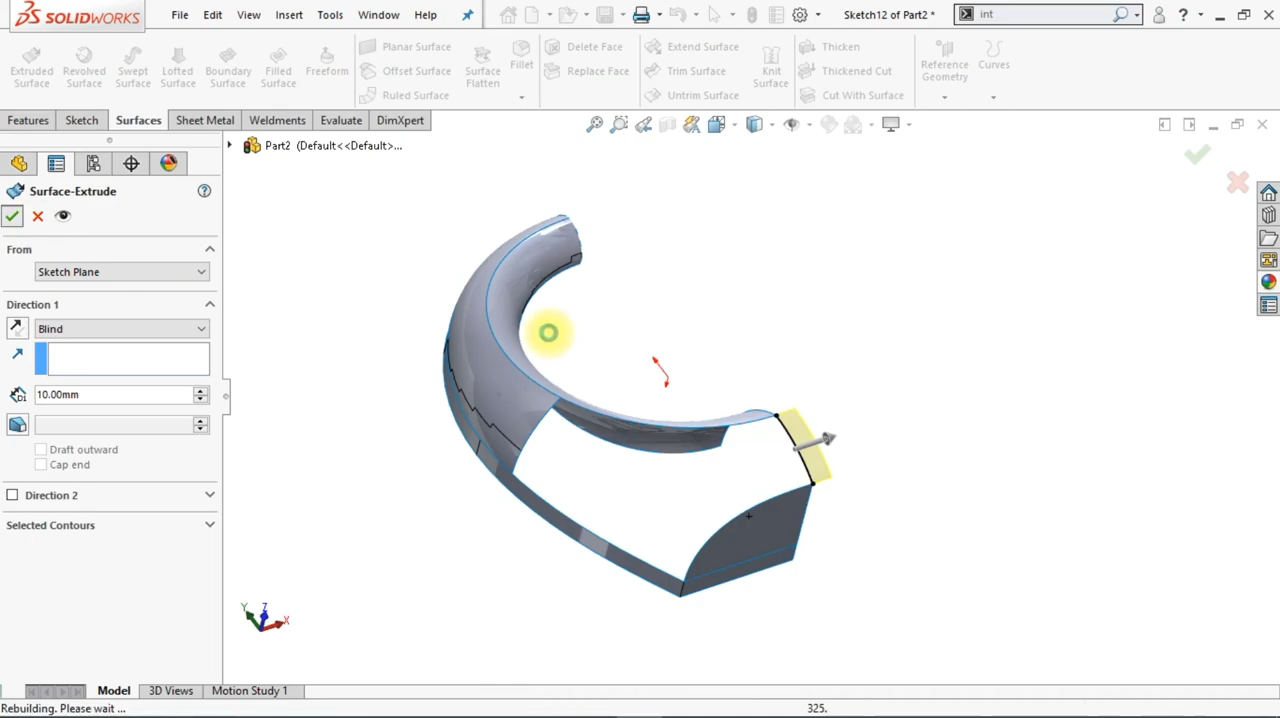 SOLIDWORKS File Edit View Insert Tools Window Help Sketch12 of Part2 * int
Extruded Surface
Revolved Surface
Swept Surface
Lofted Surface
Boundary Surface
Filled Surface
Freeform
Planar Surface
Offset Surface
Ruled Surface
Surface Flatten
Fillet
Delete Face
Replace Face
Extend Surface
Trim Surface
Untrim Surface
Knit Surface
Thicken
Thickened Cut
Cut With Surface
Reference Geometry
Curves
Features Sketch Surfaces Sheet Metal Weldments Evaluate DimXpert
Part2 (Default<<Default>...
Surface-Extrude
From
Sketch Plane
Direction 1
Blind
D1
10.00mm
Draft outward
Cap end
Direction 2
Selected Contours
Y Z X
Model 3D Views Motion Study 1
Rebuilding. Please wait ... 325.